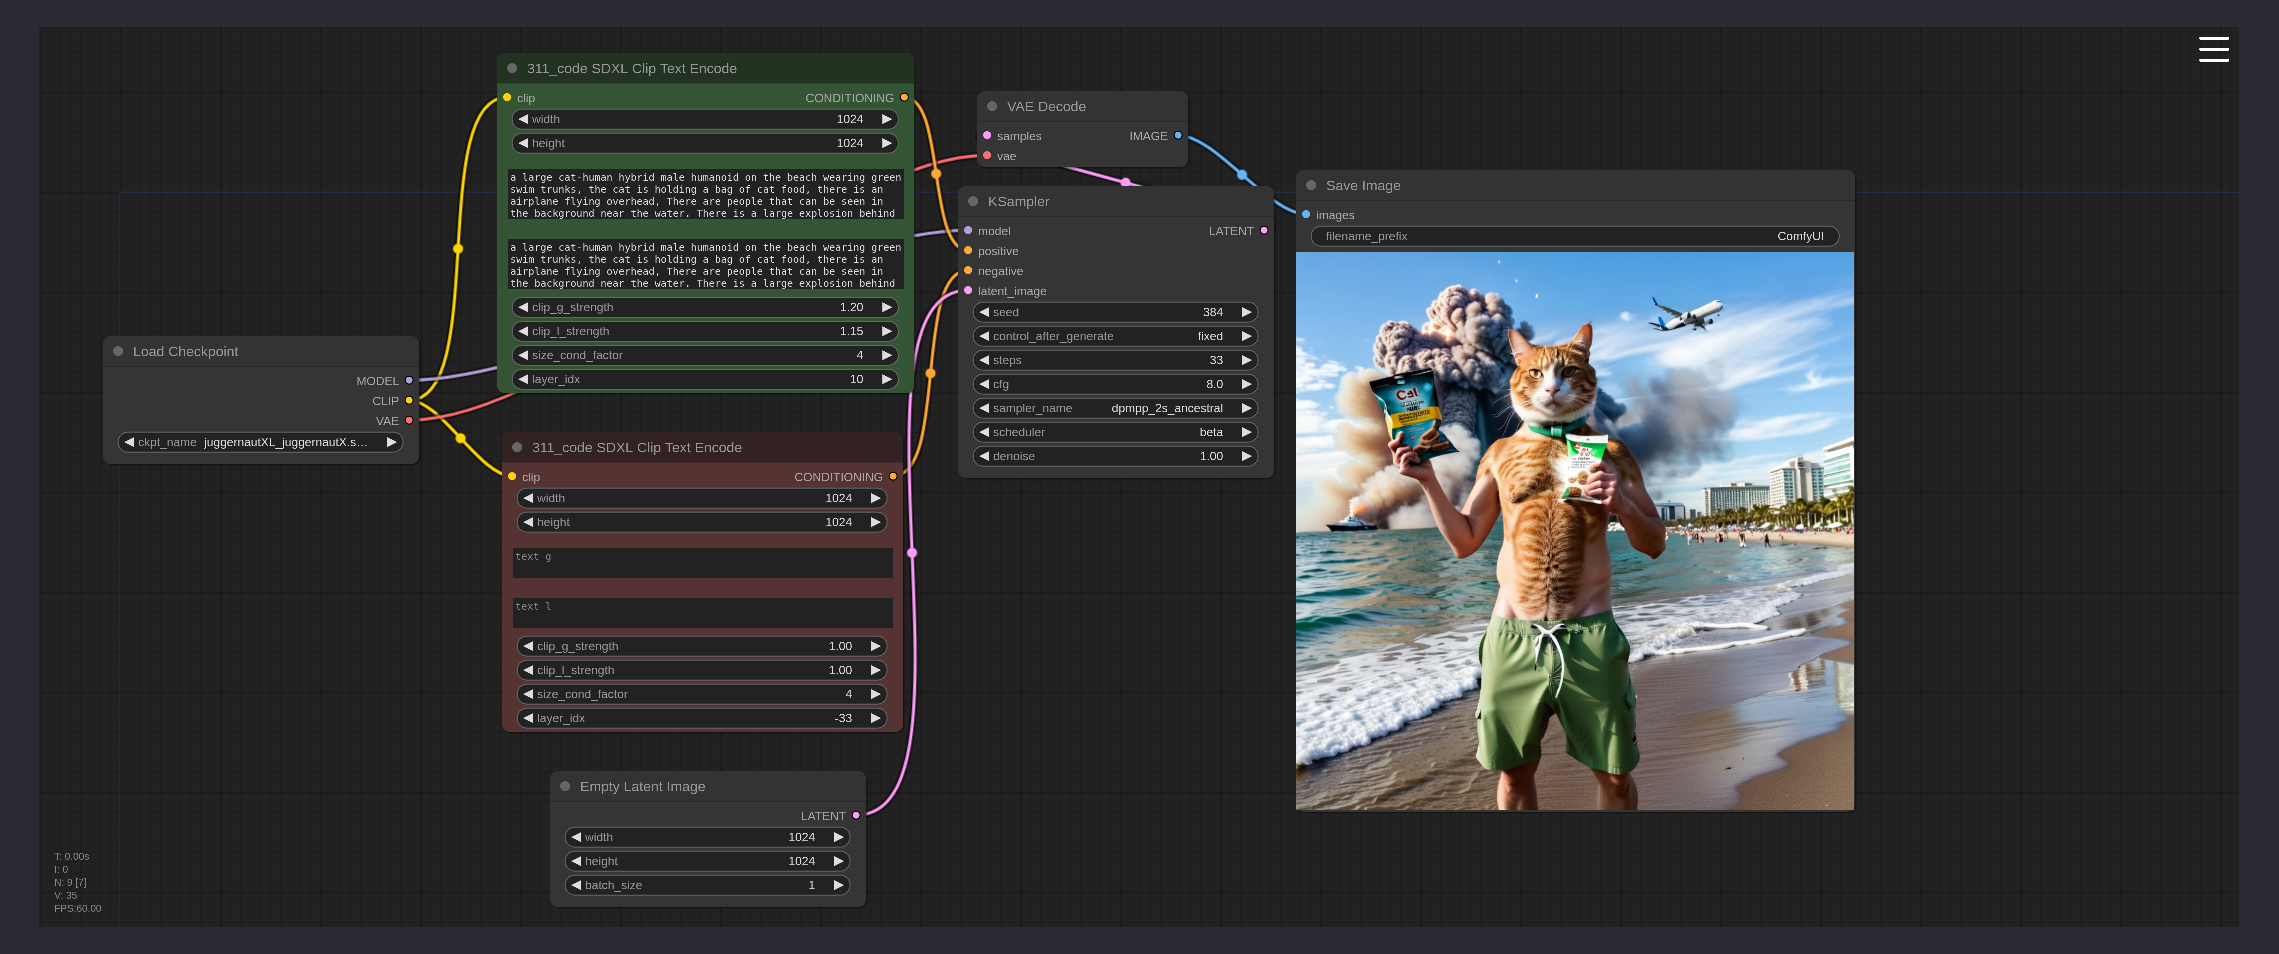 311_code SDXL Clip Text Encode
clip CONDITIONING
width 1024
height 1024
a large cat-human hybrid male humanoid on the beach wearing green
swim trunks, the cat is holding a bag of cat food, there is an
airplane flying overhead, There are people that can be seen in
the background near the water. There is a large explosion behind
a large cat-human hybrid male humanoid on the beach wearing green
swim trunks, the cat is holding a bag of cat food, there is an
airplane flying overhead, There are people that can be seen in
the background near the water. There is a large explosion behind
clip_g_strength 1.20
clip_l_strength 1.15
size_cond_factor 4
layer_idx 10
Load Checkpoint
MODEL
CLIP
VAE
ckpt_name juggernautXL_juggernautX.s...
311_code SDXL Clip Text Encode
clip CONDITIONING
width 1024
height 1024
text g
text l
clip_g_strength 1.00
clip_l_strength 1.00
size_cond_factor 4
layer_idx -33
Empty Latent Image
LATENT
width 1024
height 1024
batch_size 1
VAE Decode
samples IMAGE
vae
KSampler
model LATENT
positive
negative
latent_image
seed 384
control_after_generate fixed
steps 33
cfg 8.0
sampler_name dpmpp_2s_ancestral
scheduler beta
denoise 1.00
Save Image
images
filename_prefix ComfyUI
Cal
T: 0.00s
I: 0
N: 9 [7]
V: 35
FPS:60.00